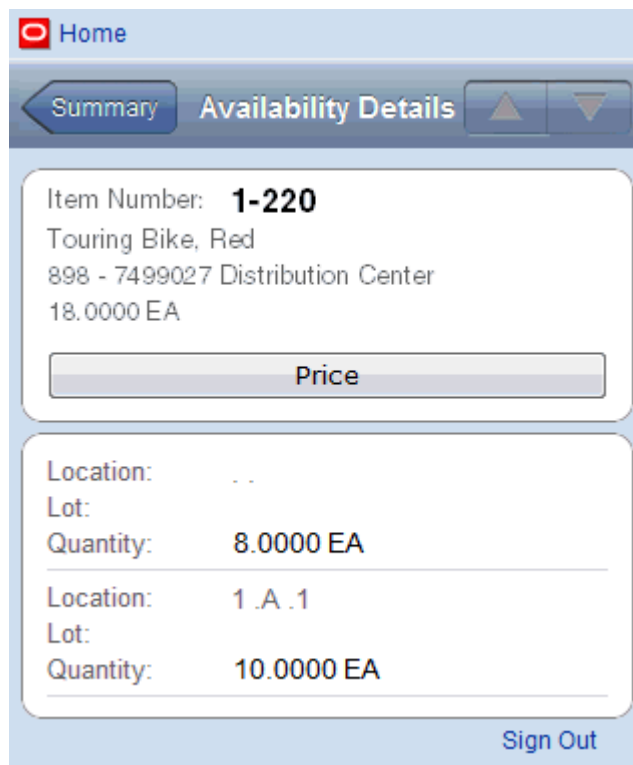 Home
Summary Availability Details
Item Number: 1-220
Touring Bike, Red
898 - 7499027 Distribution Center
18.0000 EA
Price
Location: . .
Lot:
Quantity: 8.0000 EA
Location: 1 .A .1
Lot:
Quantity: 10.0000 EA
Sign Out